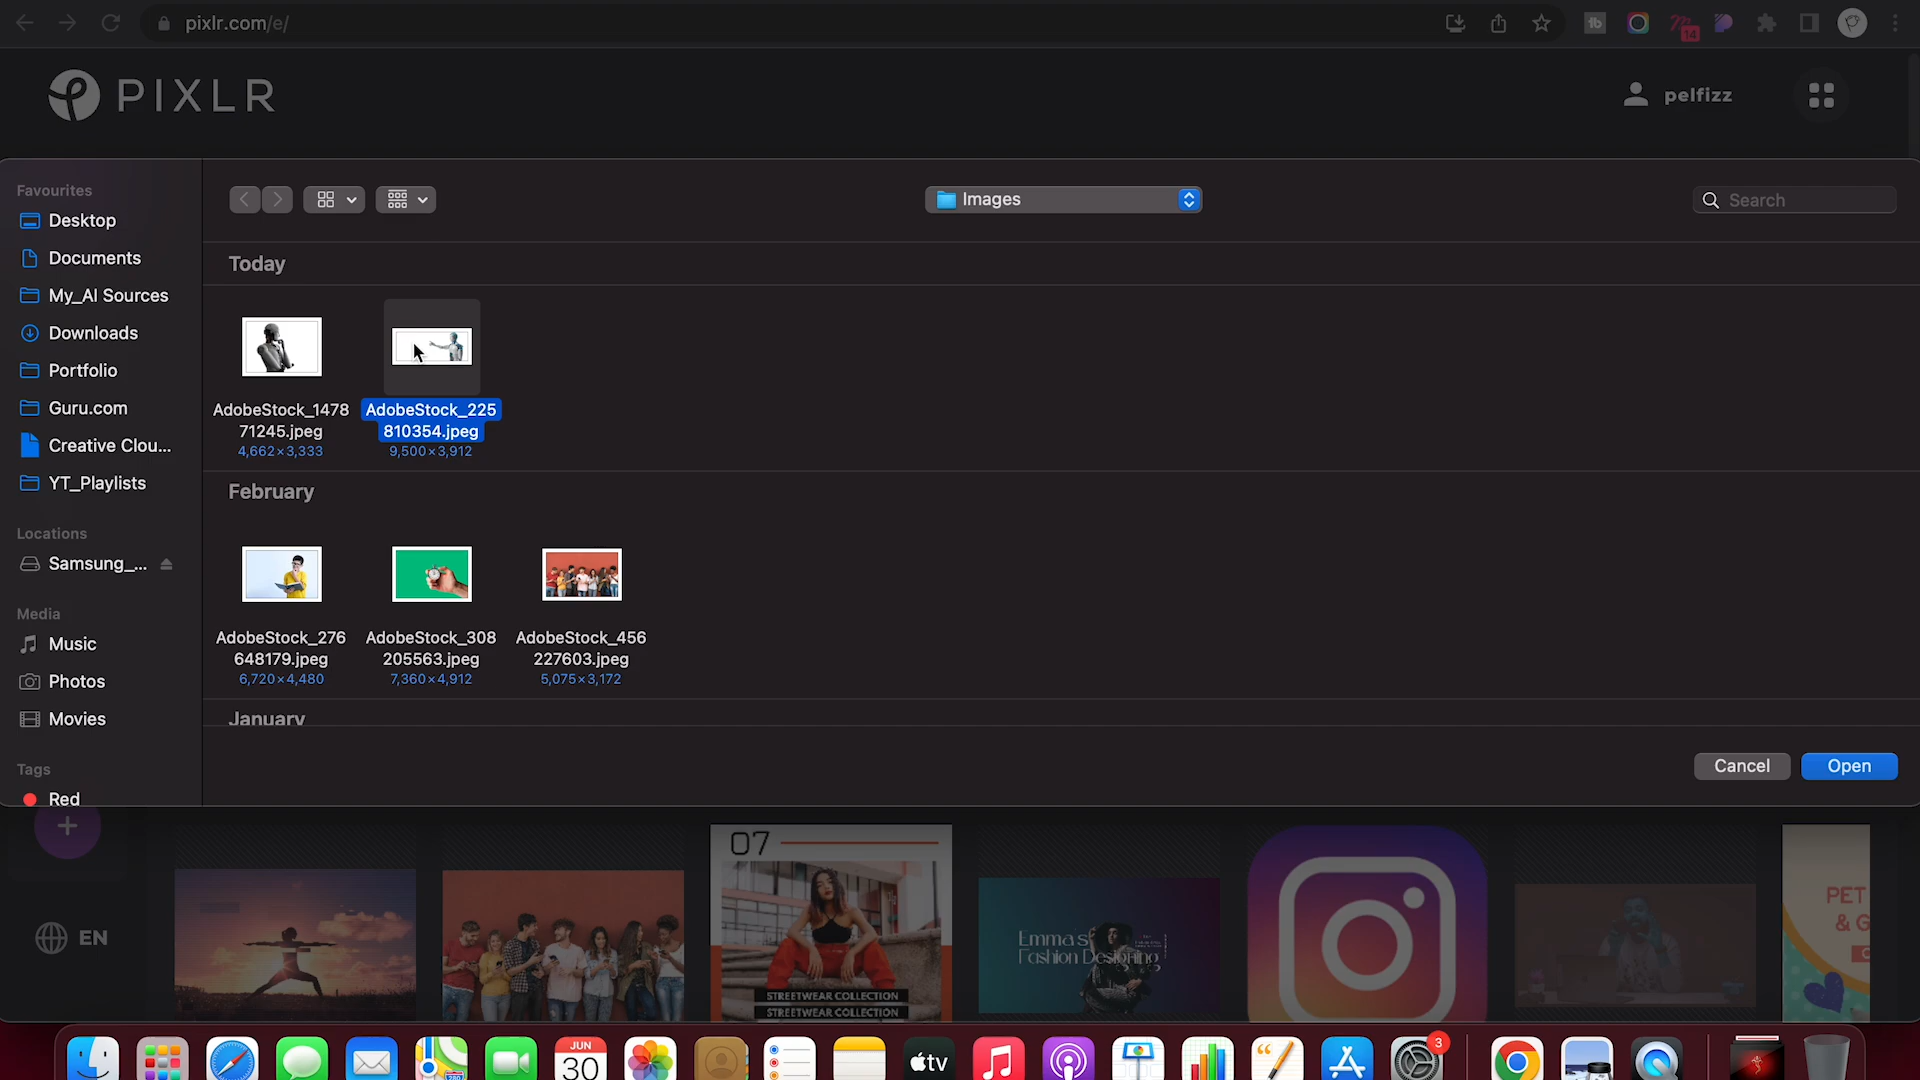 pixlr.com/e/
14
PIXLR
pelfizz
Favourites
Desktop
Documents
My_AI Sources
Downloads
Portfolio
Guru.com
Creative Clou...
YT_Playlists
Locations
Samsung_...
Media
Music
Photos
Movies
Tags
Red
Images
Search
Today
AdobeStock_1478
71245.jpeg
4,662×3,333
AdobeStock_225
810354.jpeg
9,500×3,912
February
AdobeStock_276
648179.jpeg
6,720×4,480
AdobeStock_308
205563.jpeg
7,360×4,912
AdobeStock_456
227603.jpeg
5,075×3,172
January
Cancel
Open
EN
07
STREETWEAR COLLECTION
STREETWEAR COLLECTION
Emma's
Fashion Designing
PET
& G
JUN
30
tv
3